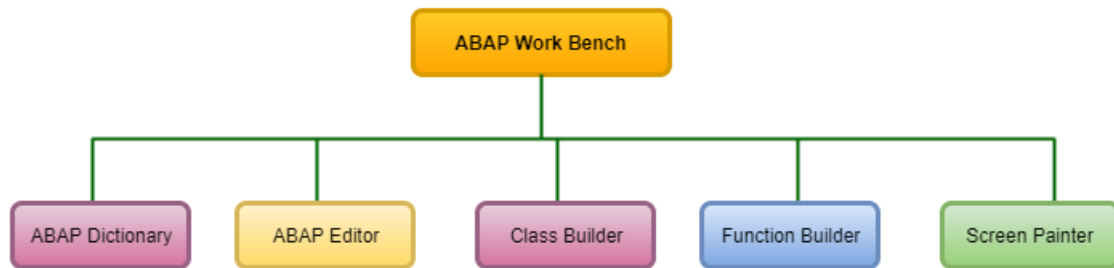 ABAP Work Bench
ABAP Dictionary
ABAP Editor
Class Builder
Function Builder
Screen Painter